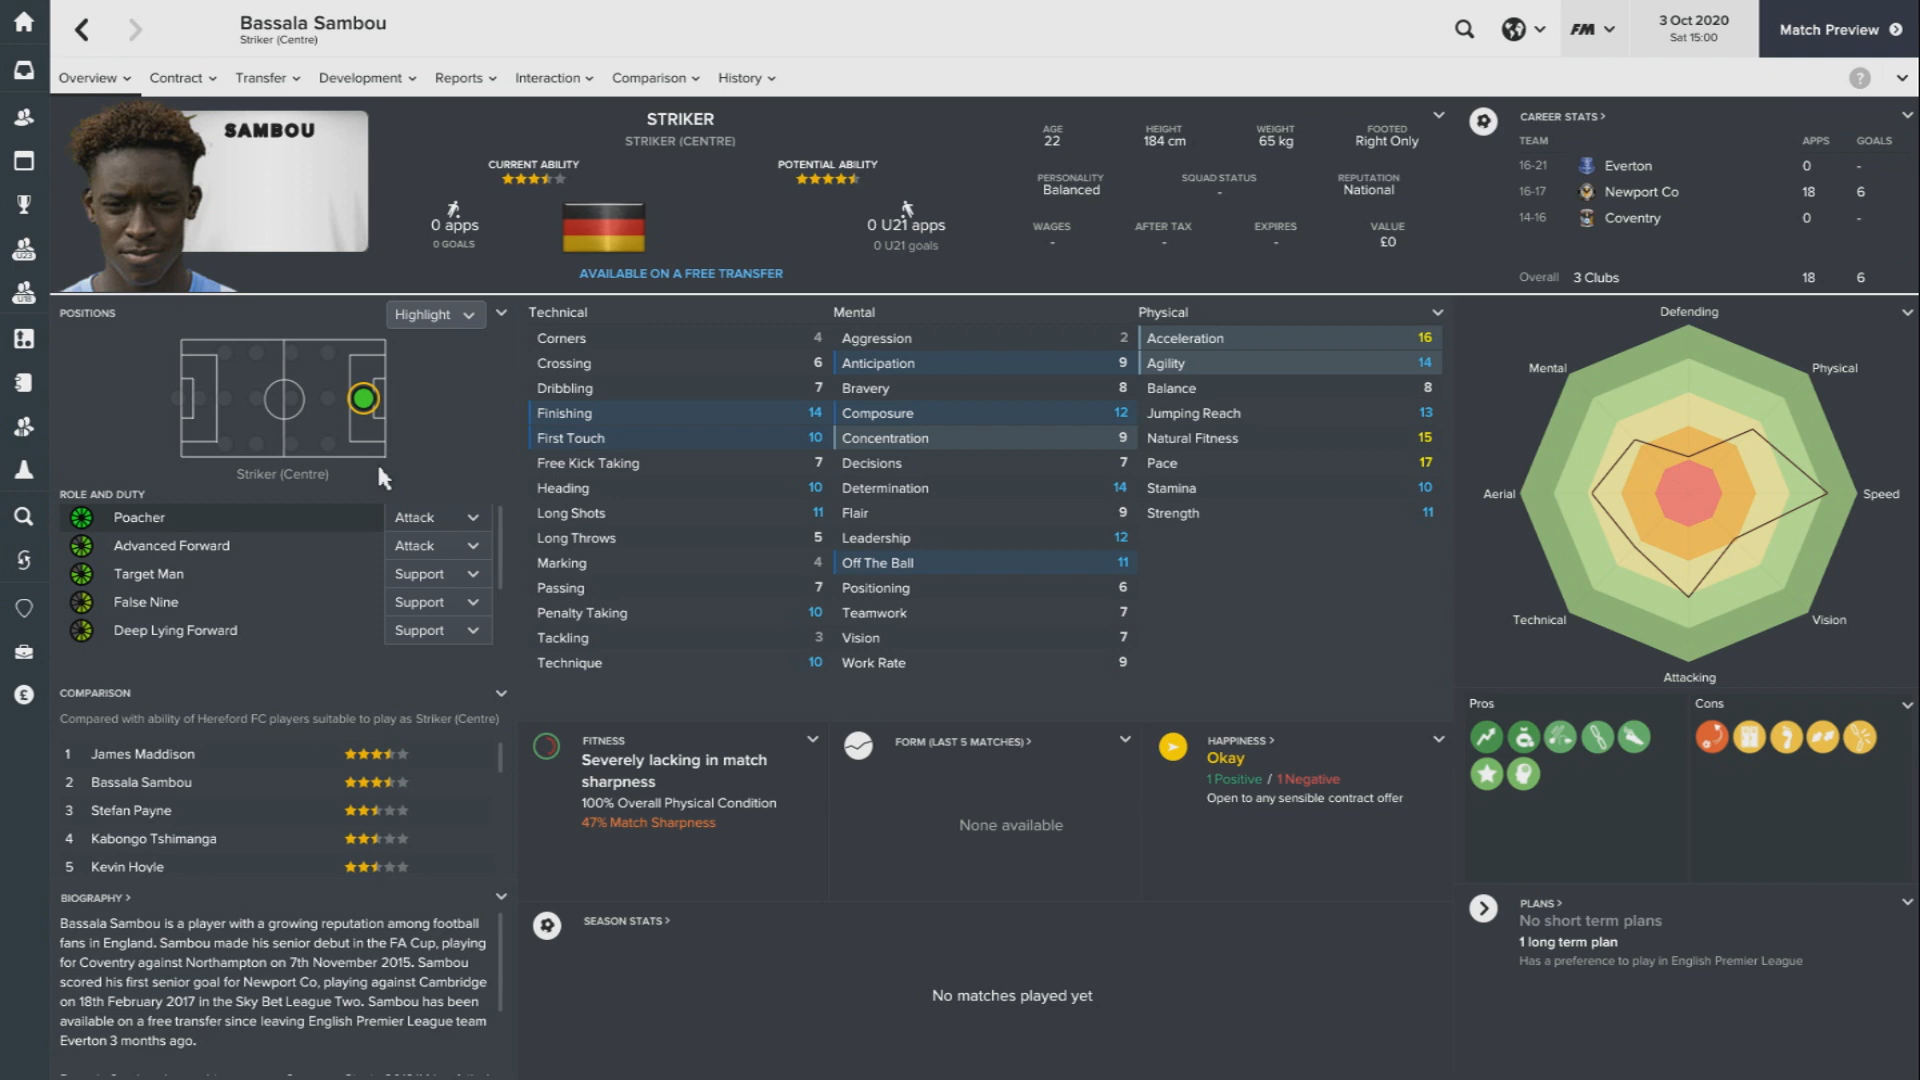 Bassala Sambou
Striker (Centre)
FM
3 Oct 2020
Sat 15:00
Match Preview
Overview
Contract
Transfer
Development
Reports
Interaction
Comparison
History
?
U23
U18
SAMBOU
STRIKER
STRIKER (CENTRE)
CURRENT ABILITY
POTENTIAL ABILITY
0 apps
0 GOALS
0 U21 apps
0 U21 goals
AVAILABLE ON A FREE TRANSFER
AGE
22
HEIGHT
184 cm
WEIGHT
65 kg
FOOTED
Right Only
PERSONALITY
Balanced
SQUAD STATUS
-
REPUTATION
National
WAGES
-
AFTER TAX
-
EXPIRES
-
VALUE
£0
CAREER STATS >
TEAM APPS GOALS
16-21 Everton 0 -
16-17 Newport Co 18 6
14-16 Coventry 0 -
Overall 3 Clubs 18 6
POSITIONS
Highlight
Striker (Centre)
ROLE AND DUTY
Poacher Attack
Advanced Forward Attack
Target Man Support
False Nine Support
Deep Lying Forward Support
COMPARISON
Compared with ability of Hereford FC players suitable to play as Striker (Centre)
1 James Maddison
2 Bassala Sambou
3 Stefan Payne
4 Kabongo Tshimanga
5 Kevin Hoyle
BIOGRAPHY >
Bassala Sambou is a player with a growing reputation among football
fans in England. Sambou made his senior debut in the FA Cup, playing
for Coventry against Northampton on 7th November 2015. Sambou
scored his first senior goal for Newport Co, playing against Cambridge
on 18th February 2017 in the Sky Bet League Two. Sambou has been
available on a free transfer since leaving English Premier League team
Everton 3 months ago.
Technical
Corners 4
Crossing 6
Dribbling 7
Finishing 14
First Touch 10
Free Kick Taking 7
Heading 10
Long Shots 11
Long Throws 5
Marking 4
Passing 7
Penalty Taking 10
Tackling 3
Technique 10
Mental
Aggression 2
Anticipation 9
Bravery 8
Composure 12
Concentration 9
Decisions 7
Determination 14
Flair 9
Leadership 12
Off The Ball 11
Positioning 6
Teamwork 7
Vision 7
Work Rate 9
Physical
Acceleration 16
Agility 14
Balance 8
Jumping Reach 13
Natural Fitness 15
Pace 17
Stamina 10
Strength 11
Defending
Physical
Speed
Vision
Attacking
Technical
Aerial
Mental
FITNESS
Severely lacking in match
sharpness
100% Overall Physical Condition
47% Match Sharpness
FORM (LAST 5 MATCHES) >
None available
HAPPINESS >
Okay
1 Positive / 1 Negative
Open to any sensible contract offer
Pros
Cons
SEASON STATS >
No matches played yet
PLANS >
No short term plans
1 long term plan
Has a preference to play in English Premier League